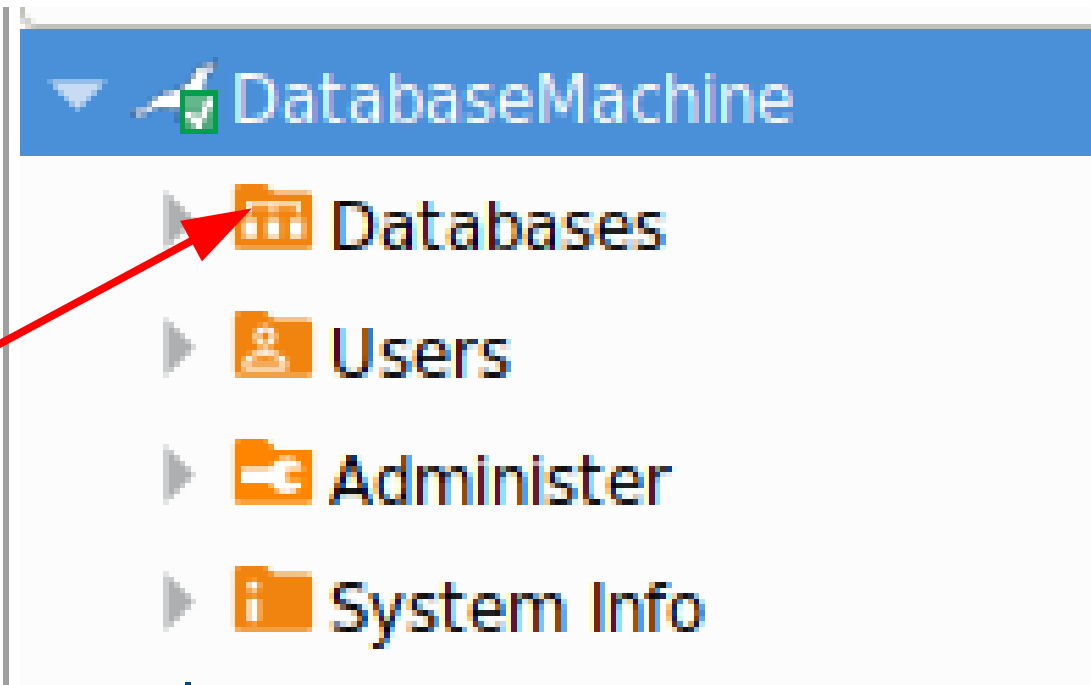 DatabaseMachine
Databases
Users
Administer
System Info